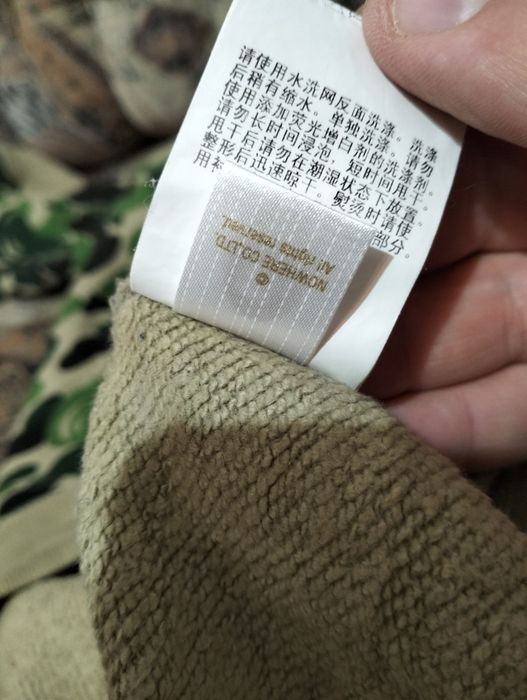 请使用水洗网反面洗涤。洗涤
后稍有缩水。单独洗涤。请勿
使用添加荧光增白剂的洗涤剂。
请勿长时间浸泡，短时间甩干。
甩干后请勿在潮湿状态下放置。
整形后迅速晾干。熨烫时请使
用 部分。
©
NOWHERE CO.,LTD
All rights reserved.